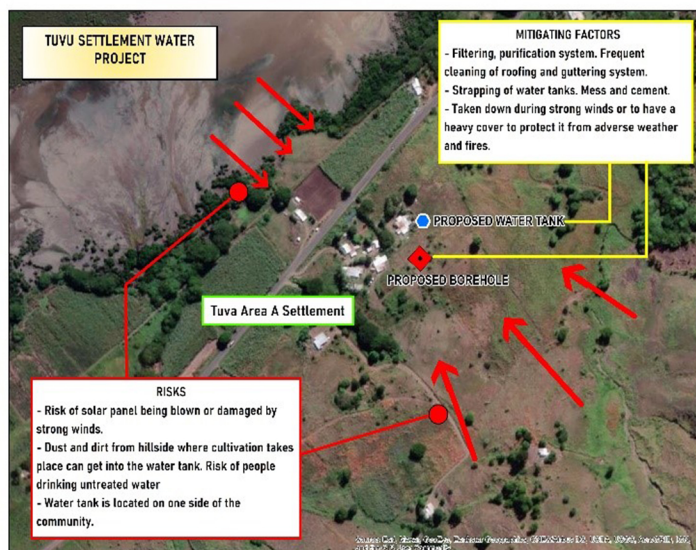 TUVU SETTLEMENT WATER
PROJECT
MITIGATING FACTORS
- Filtering, purification system. Frequent
cleaning of roofing and guttering system.
- Strapping of water tanks. Mess and cement.
- Taken down during strong winds or to have a
heavy cover to protect it from adverse weather
and fires.
PROPOSED WATER TANK
PROPOSED BOREHOLE
Tuva Area A Settlement
RISKS
- Risk of solar panel being blown or damaged by
strong winds.
- Dust and dirt from hillside where cultivation takes
place can get into the water tank. Risk of people
drinking untreated water
- Water tank is located on one side of the
community.